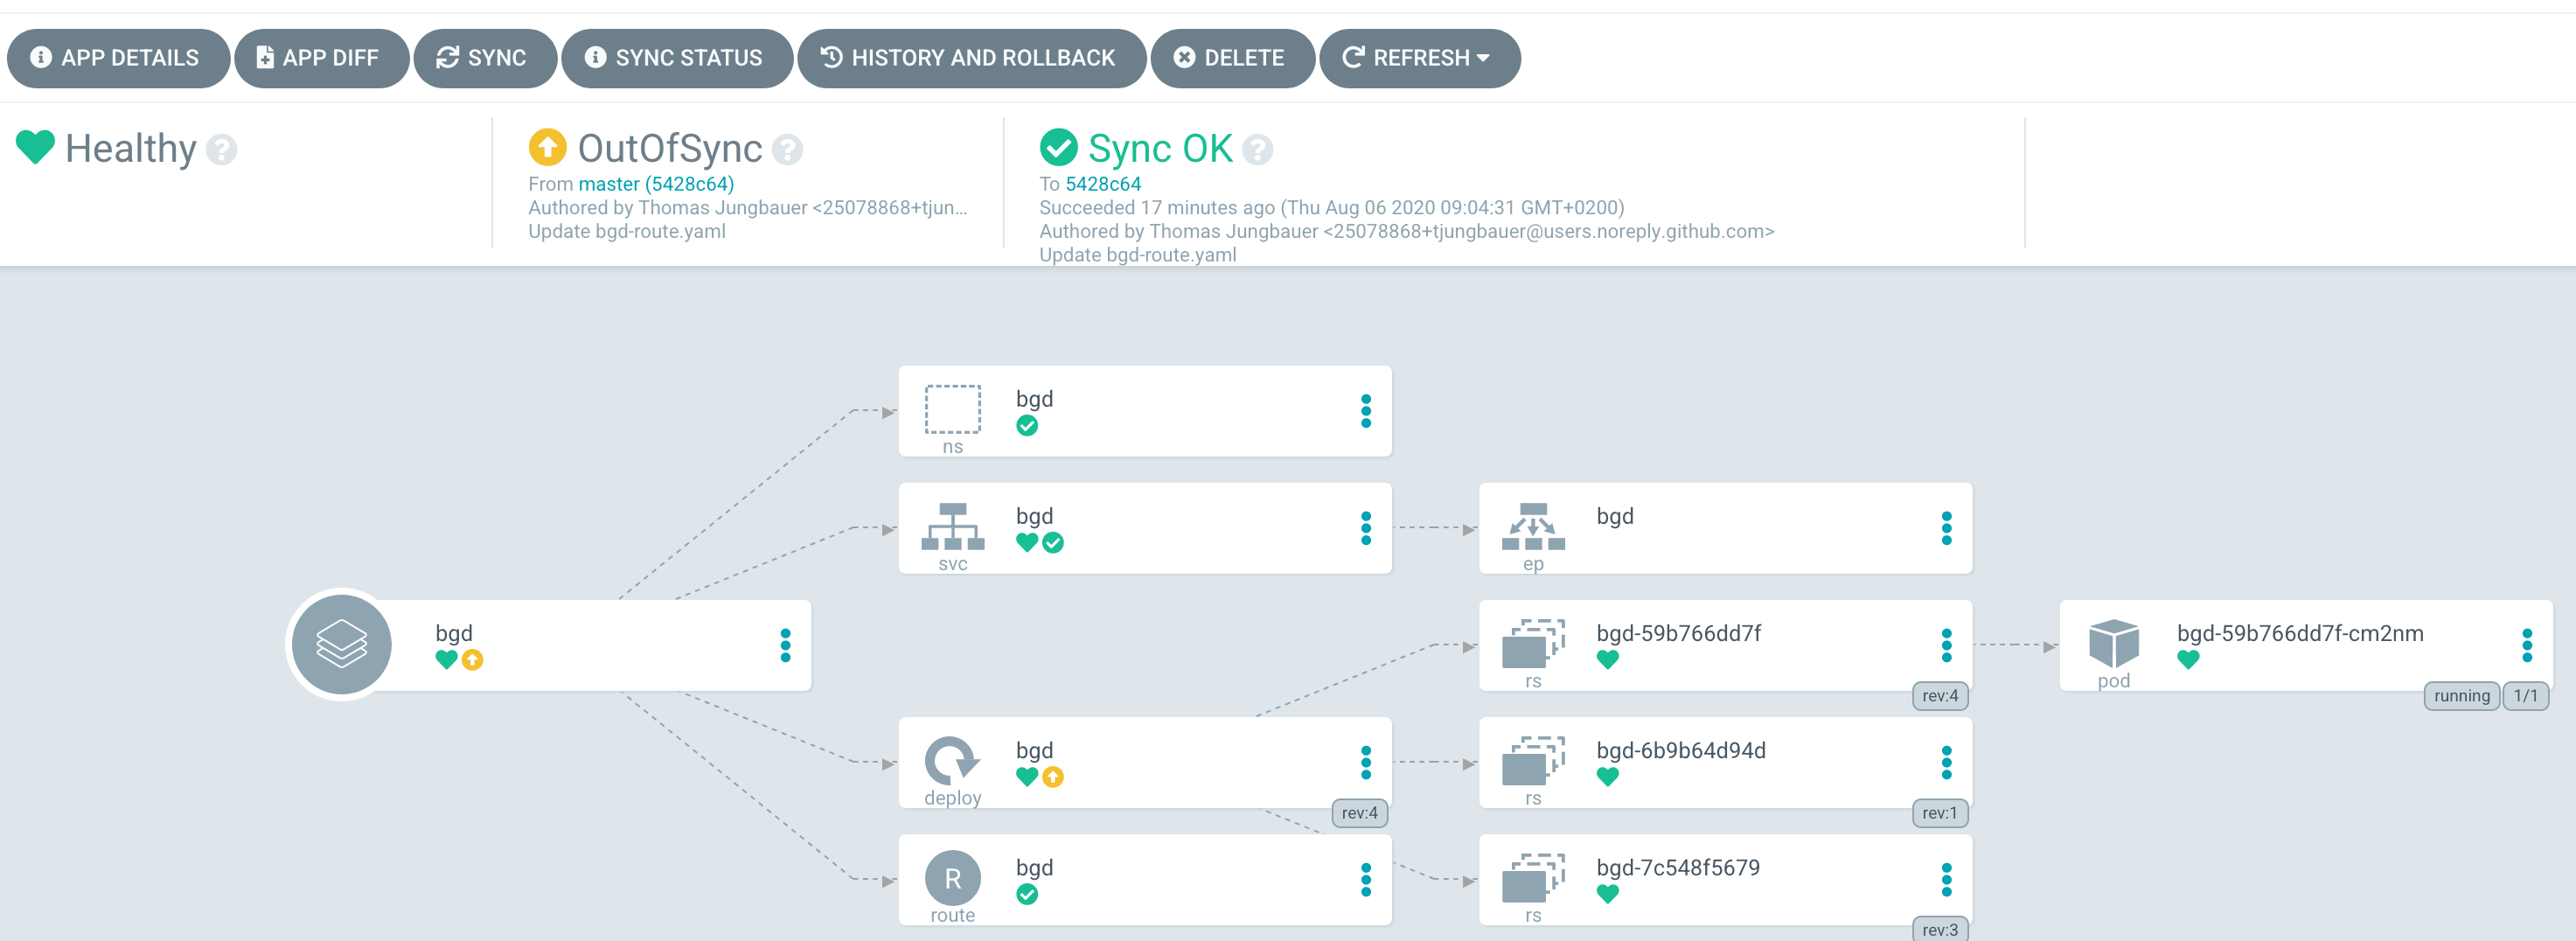 APP DETAILS
APP DIFF
SYNC
SYNC STATUS
HISTORY AND ROLLBACK
DELETE
REFRESH
Healthy ?
OutOfSync ?
From master (5428c64)
Authored by Thomas Jungbauer <25078868+tjun...
Update bgd-route.yaml
Sync OK ?
To 5428c64
Succeeded 17 minutes ago (Thu Aug 06 2020 09:04:31 GMT+0200)
Authored by Thomas Jungbauer <25078868+tjungbauer@users.noreply.github.com>
Update bgd-route.yaml
bgd
ns
bgd
svc
bgd
ep
bgd
bgd-59b766dd7f
rs
rev:4
bgd-59b766dd7f-cm2nm
pod
running
1/1
bgd
deploy
rev:4
bgd-6b9b64d94d
rs
rev:1
R
bgd
route
bgd-7c548f5679
rs
rev:3